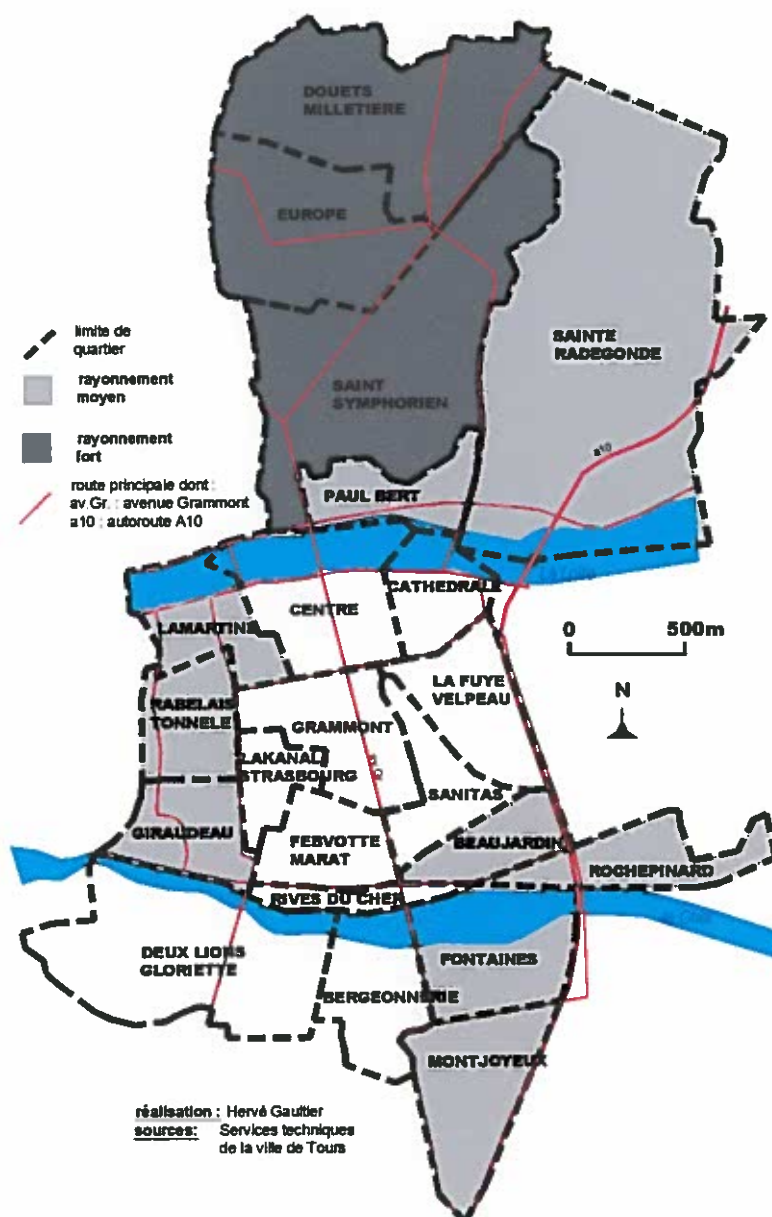 DOUETS
MILLETIERE
EUROPE
SAINTE
RADEGONDE
limite de
quartier
rayonnement
moyen
SAINT
SYMPHORIEN
rayonnement
fort
a10
route principale dont :
av.Gr. : avenue Grammont
a10 : autoroute A10
PAUL BERT
La Loire
CATHEDRALE
CENTRE
LAMARTINE
0 500m
LA FUYE
VELPEAU
N
RABELAIS
TONNELE
GRAMMONT
LAKANAL
STRASBOURG
SANITAS
GIRAUDEAU
FEBVOTTE
MARAT
BEAUJARDIN
ROCHEPINARD
RIVES DU CHER
le Cher
DEUX LIONS
GLORIETTE
FONTAINES
BERGEONNERIE
MONTJOYEUX
réalisation : Hervé Gaultier
sources: Services techniques
de la ville de Tours